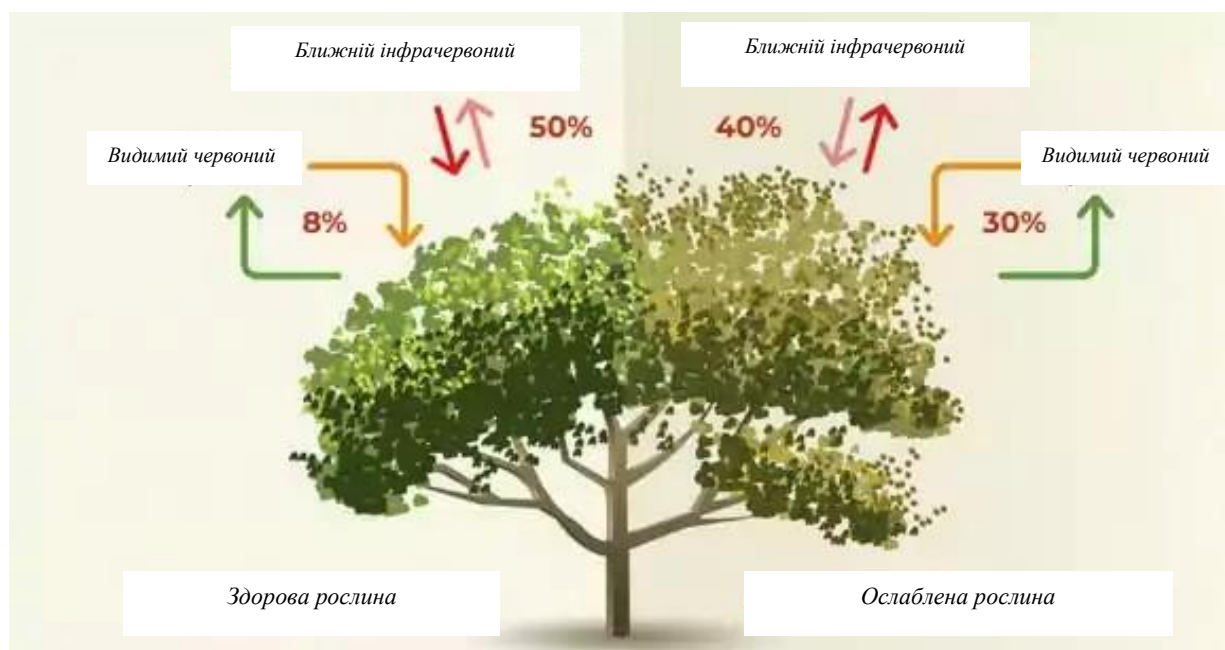 Ближній інфрачервоний
Ближній інфрачервоний
50%
40%
Видимий червоний
Видимий червоний
8%
30%
Здорова рослина
Ослаблена рослина